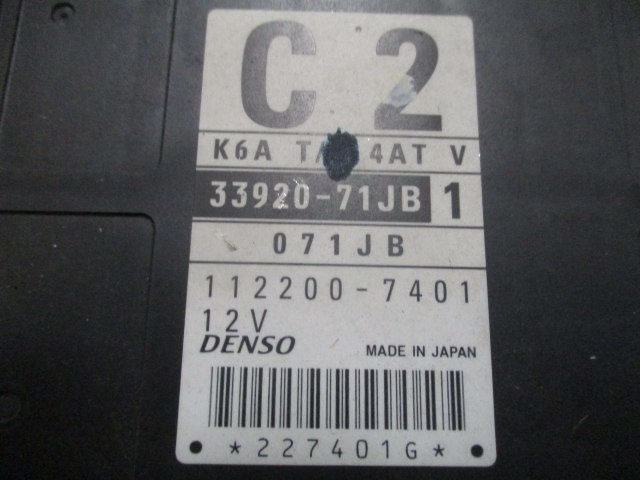 C 2
K6A 4AT V
33920-71JB 1
071JB
112200-7401
12V
DENSO MADE IN JAPAN
*227401G*